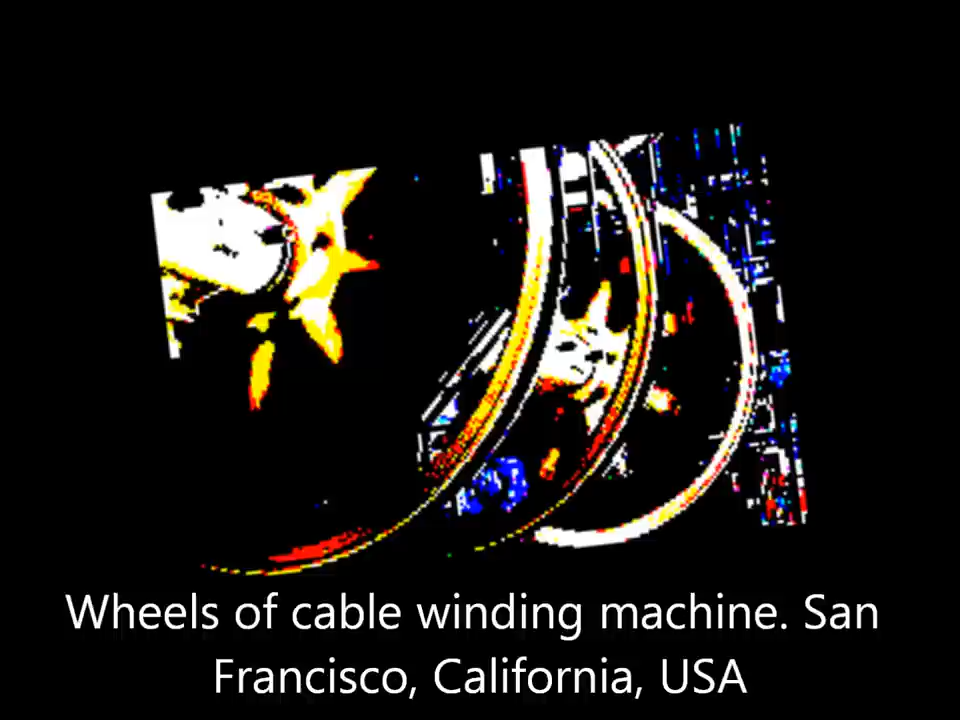 Wheels of cable winding machine. San
Francisco, California, USA